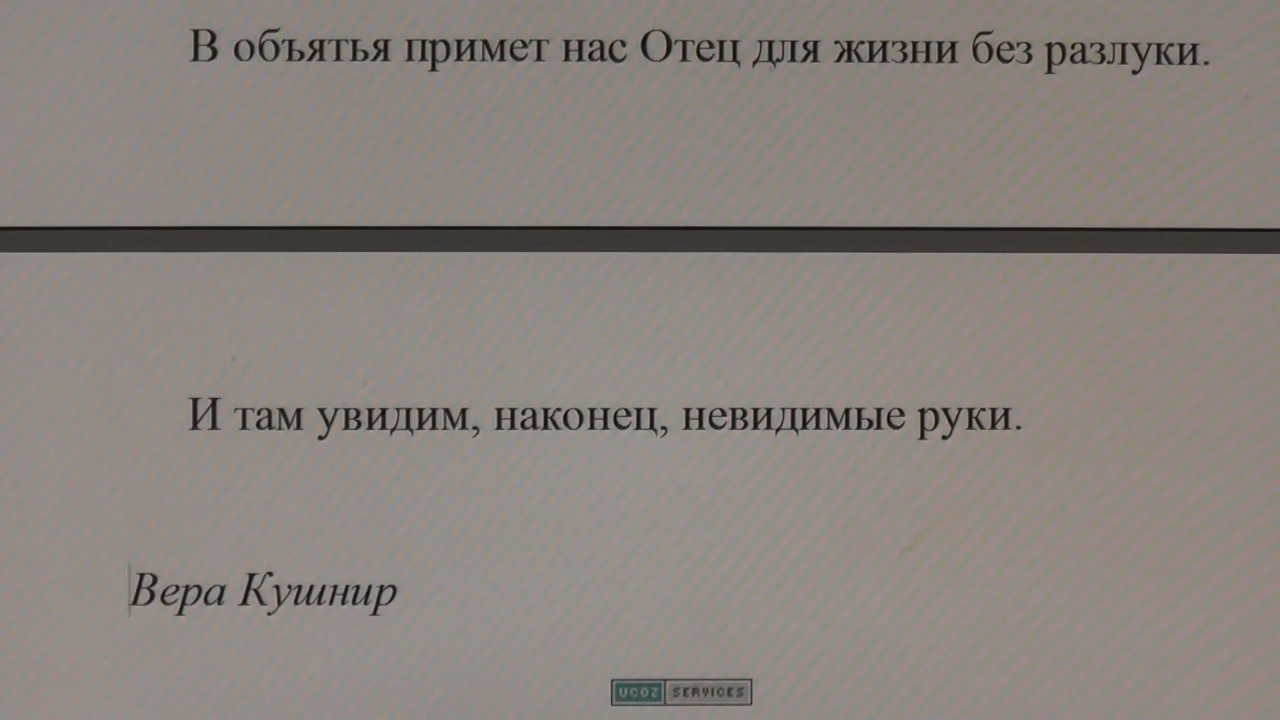 В объятья примет нас Отец для жизни без разлуки.
И там увидим, наконец, невидимые руки.
Вера Кушнир
UCOZ SERVICES